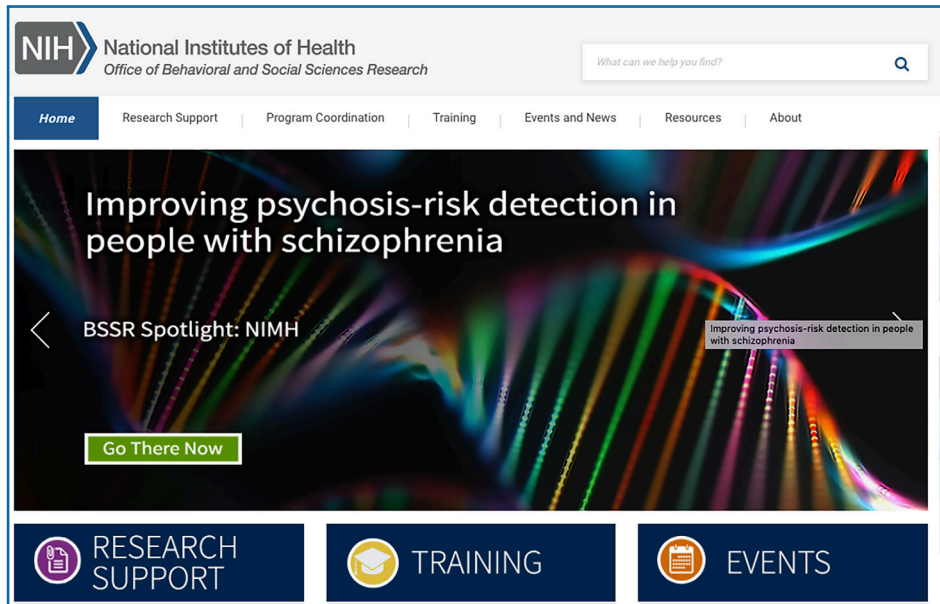 NIH
National Institutes of Health
Office of Behavioral and Social Sciences Research
What can we help you find?
Home
Research Support
Program Coordination
Training
Events and News
Resources
About
Improving psychosis-risk detection in
people with schizophrenia
BSSR Spotlight: NIMH
Improving psychosis-risk detection in people
with schizophrenia
Go There Now
RESEARCH
SUPPORT
TRAINING
EVENTS